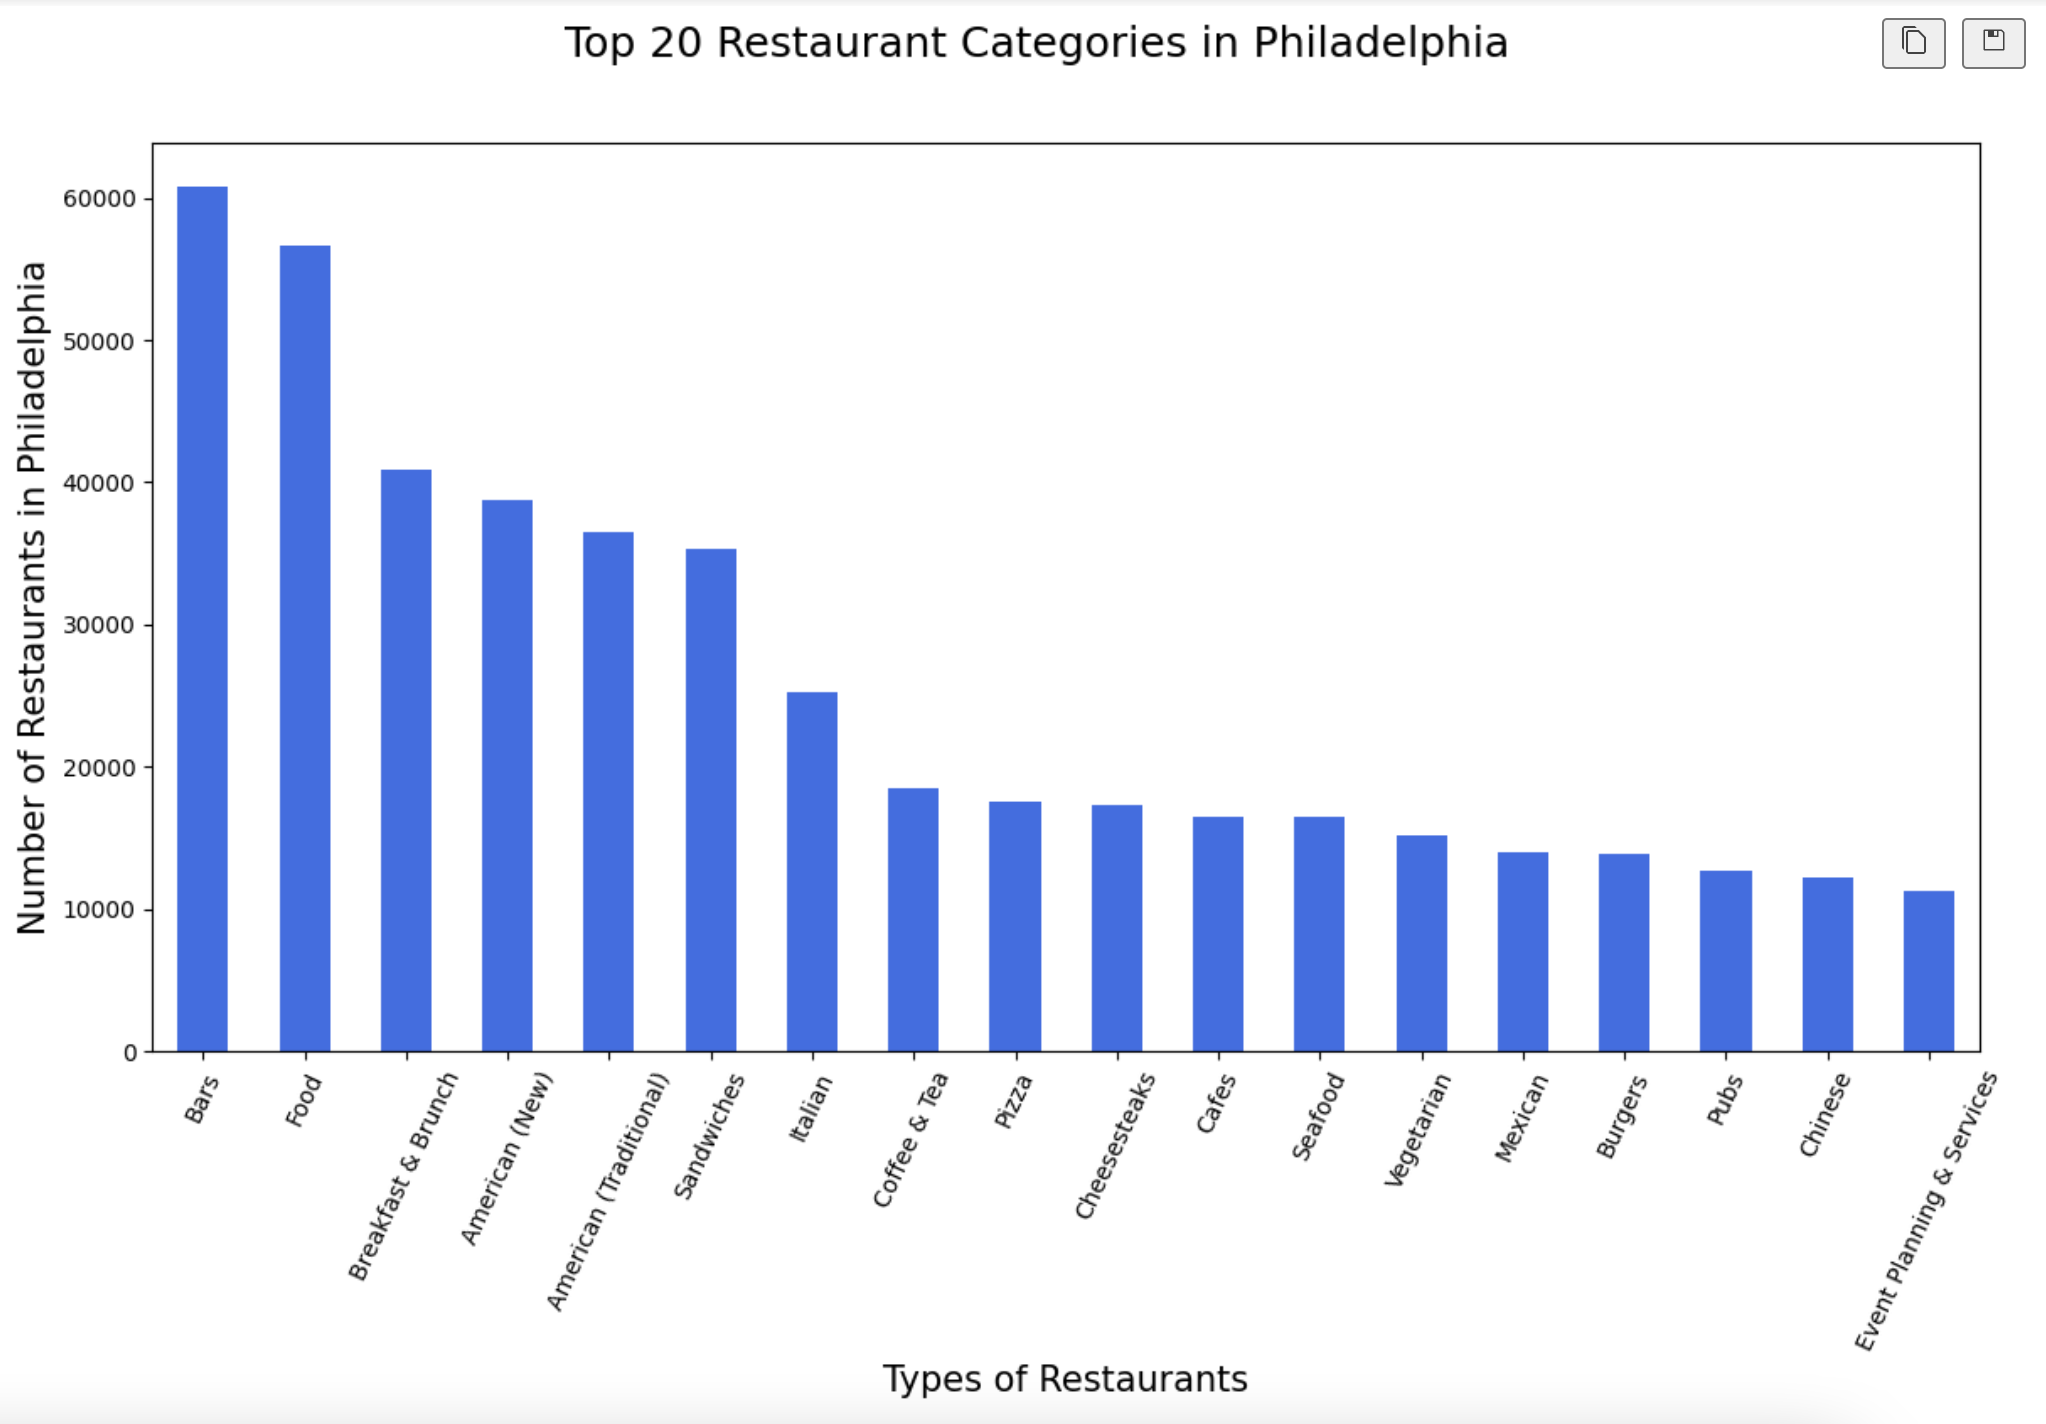 Top 20 Restaurant Categories in Philadelphia
Number of Restaurants in Philadelphia
60000
50000
40000
30000
20000
10000
0
Bars
Food
Breakfast & Brunch
American (New)
American (Traditional)
Sandwiches
Italian
Coffee & Tea
Pizza
Cheesesteaks
Cafes
Seafood
Vegetarian
Mexican
Burgers
Pubs
Chinese
Event Planning & Services
Types of Restaurants